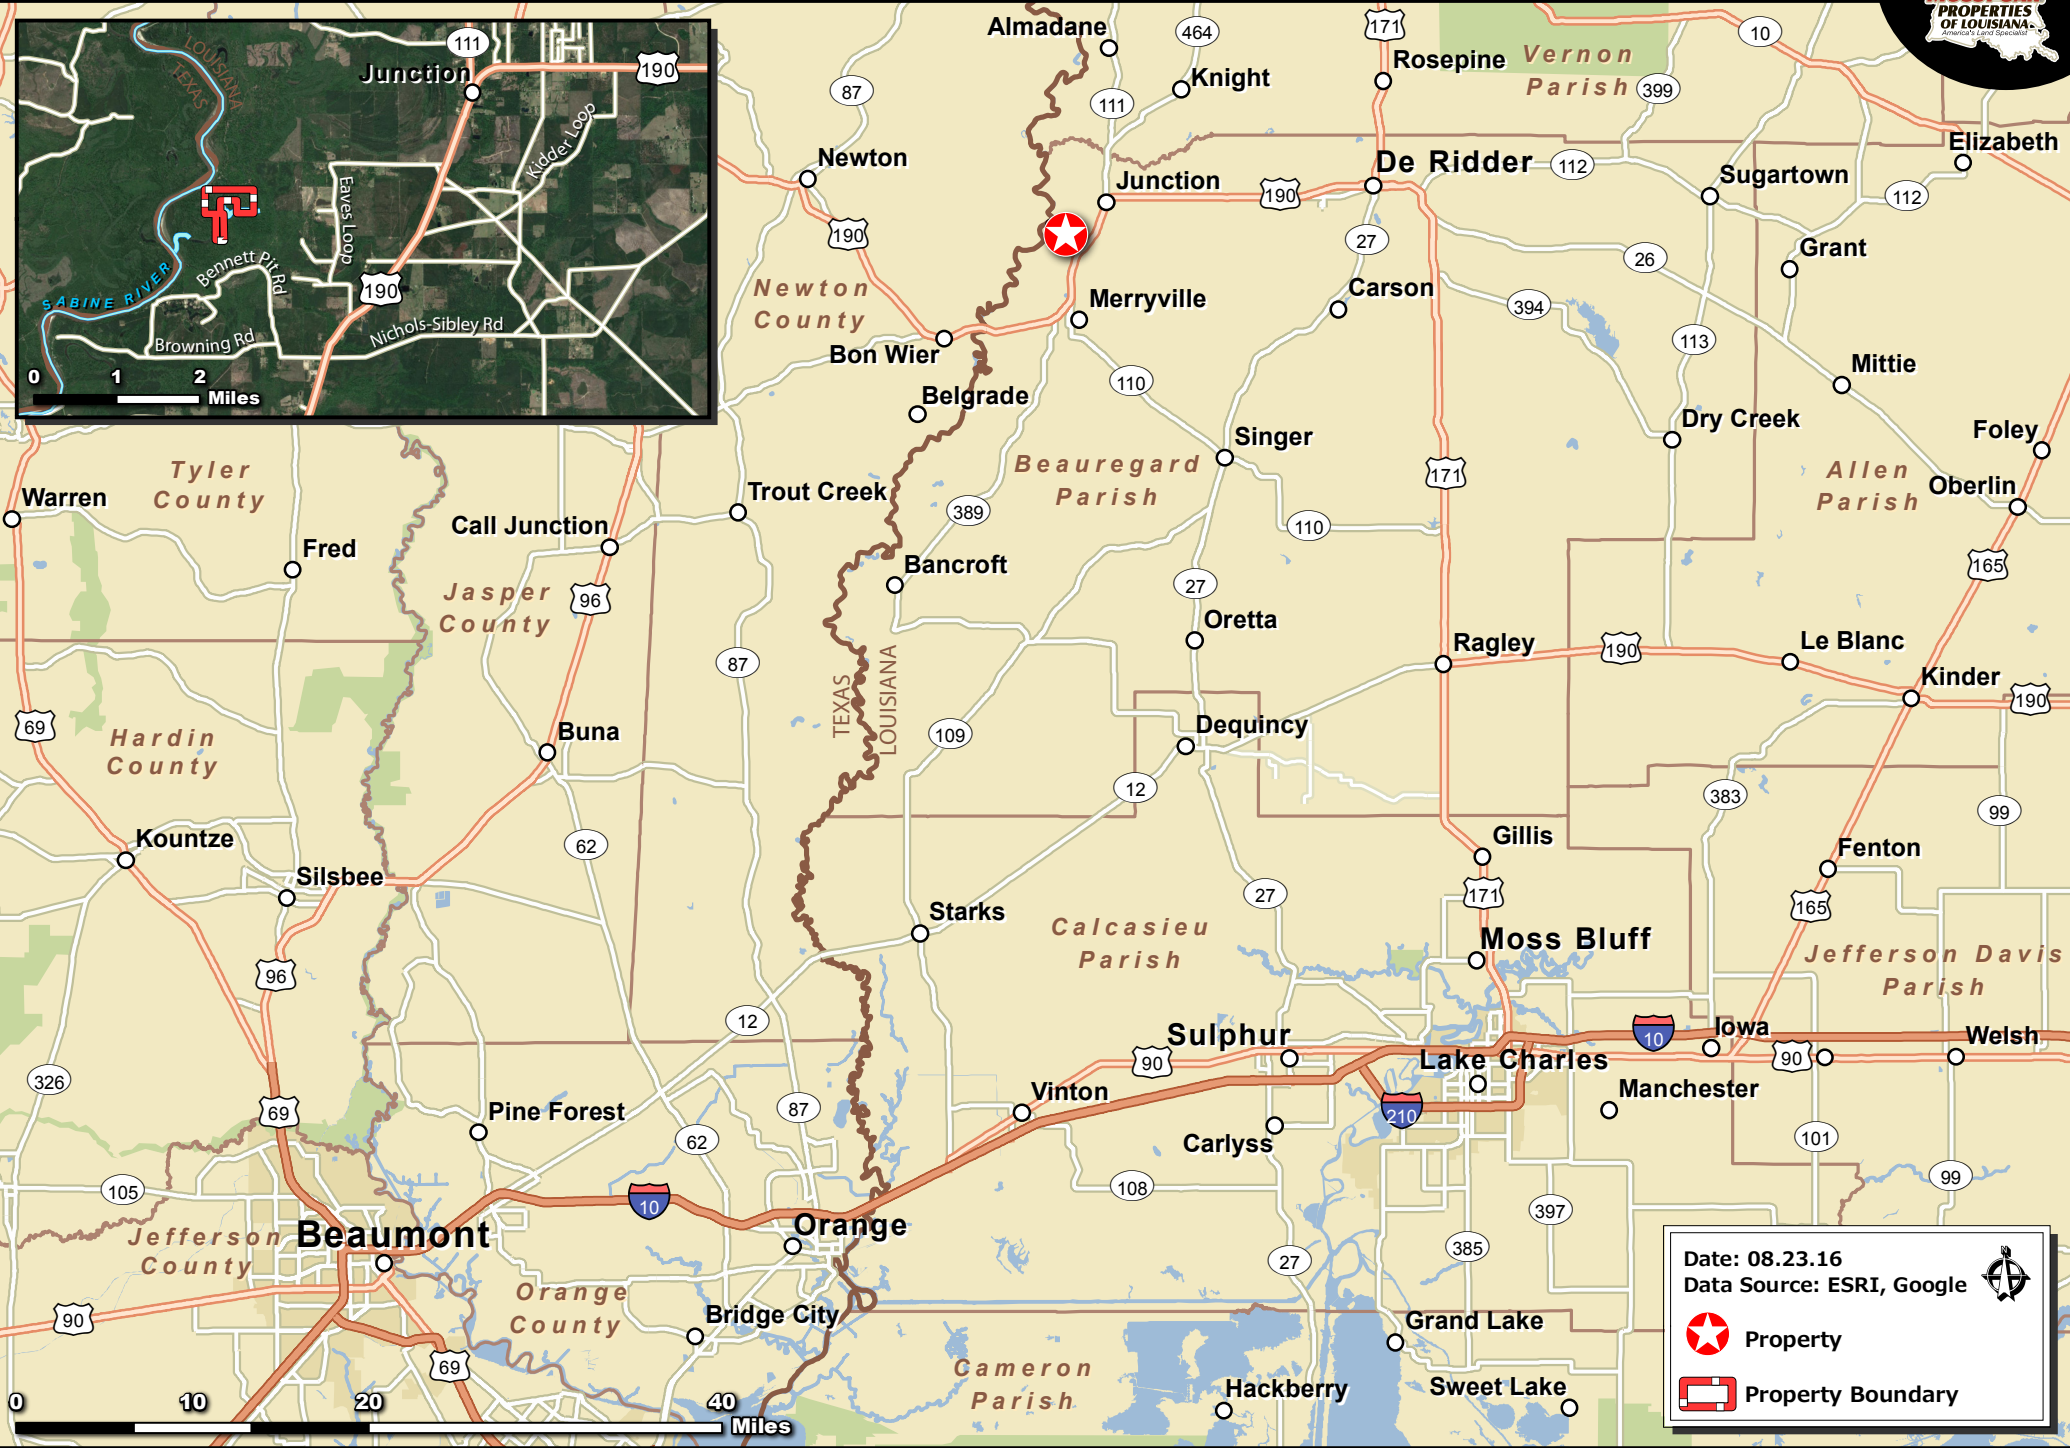 PROPERTIES
OF LOUISIANA
America's Land Specialist
LOUISIANA
TEXAS
111
Junction
190
Kidder Loop
Eaves Loop
Bennett Pit Rd
SABINE RIVER
190
Browning Rd
Nichols-Sibley Rd
0 1 2
Miles
Almadane
464
171
10
Rosepine
Vernon
Parish
87
Knight
111
399
Newton
Elizabeth
De Ridder
112
Junction
190
Sugartown
112
190
27
26
Grant
Newton
County
Merryville
Carson
394
113
Bon Wier
110
Mittie
Belgrade
Dry Creek
Singer
Foley
Tyler
County
Beauregard
Parish
171
Allen
Parish
Warren
Trout Creek
Oberlin
389
Call Junction
110
Fred
Bancroft
165
Jasper
County
96
27
Oretta
87
TEXAS
LOUISIANA
Ragley
190
Le Blanc
Kinder
190
69
Hardin
County
Buna
109
Dequincy
12
383
99
Kountze
62
Gillis
Fenton
Silsbee
27
171
165
Starks
Calcasieu
Parish
Moss Bluff
Jefferson Davis
Parish
96
12
Sulphur
10
Iowa
Welsh
90
Lake Charles
90
326
Vinton
Manchester
69
Pine Forest
87
210
62
Carlyss
101
105
108
99
10
397
Beaumont
Orange
Jefferson
County
385
27
Orange
County
Bridge City
90
Grand Lake
69
Cameron
Parish
Hackberry
Sweet Lake
0 10 20 40
Miles
Date: 08.23.16
Data Source: ESRI, Google
N
Property
Property Boundary